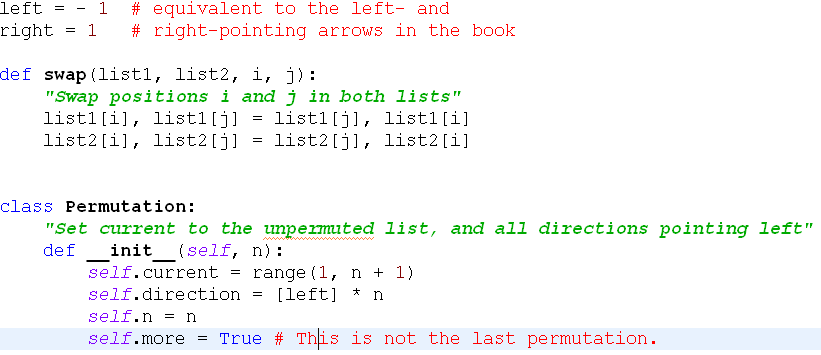 left = - 1  # equivalent to the left- and
right = 1   # right-pointing arrows in the book
def swap(list1, list2, i, j):
    "Swap positions i and j in both lists"
    list1[i], list1[j] = list1[j], list1[i]
    list2[i], list2[j] = list2[j], list2[i]
class Permutation:
    "Set current to the unpermuted list, and all directions pointing left"
    def __init__(self, n):
        self.current = range(1, n + 1)
        self.direction = [left] * n
        self.n = n
        self.more = True # This is not the last permutation.